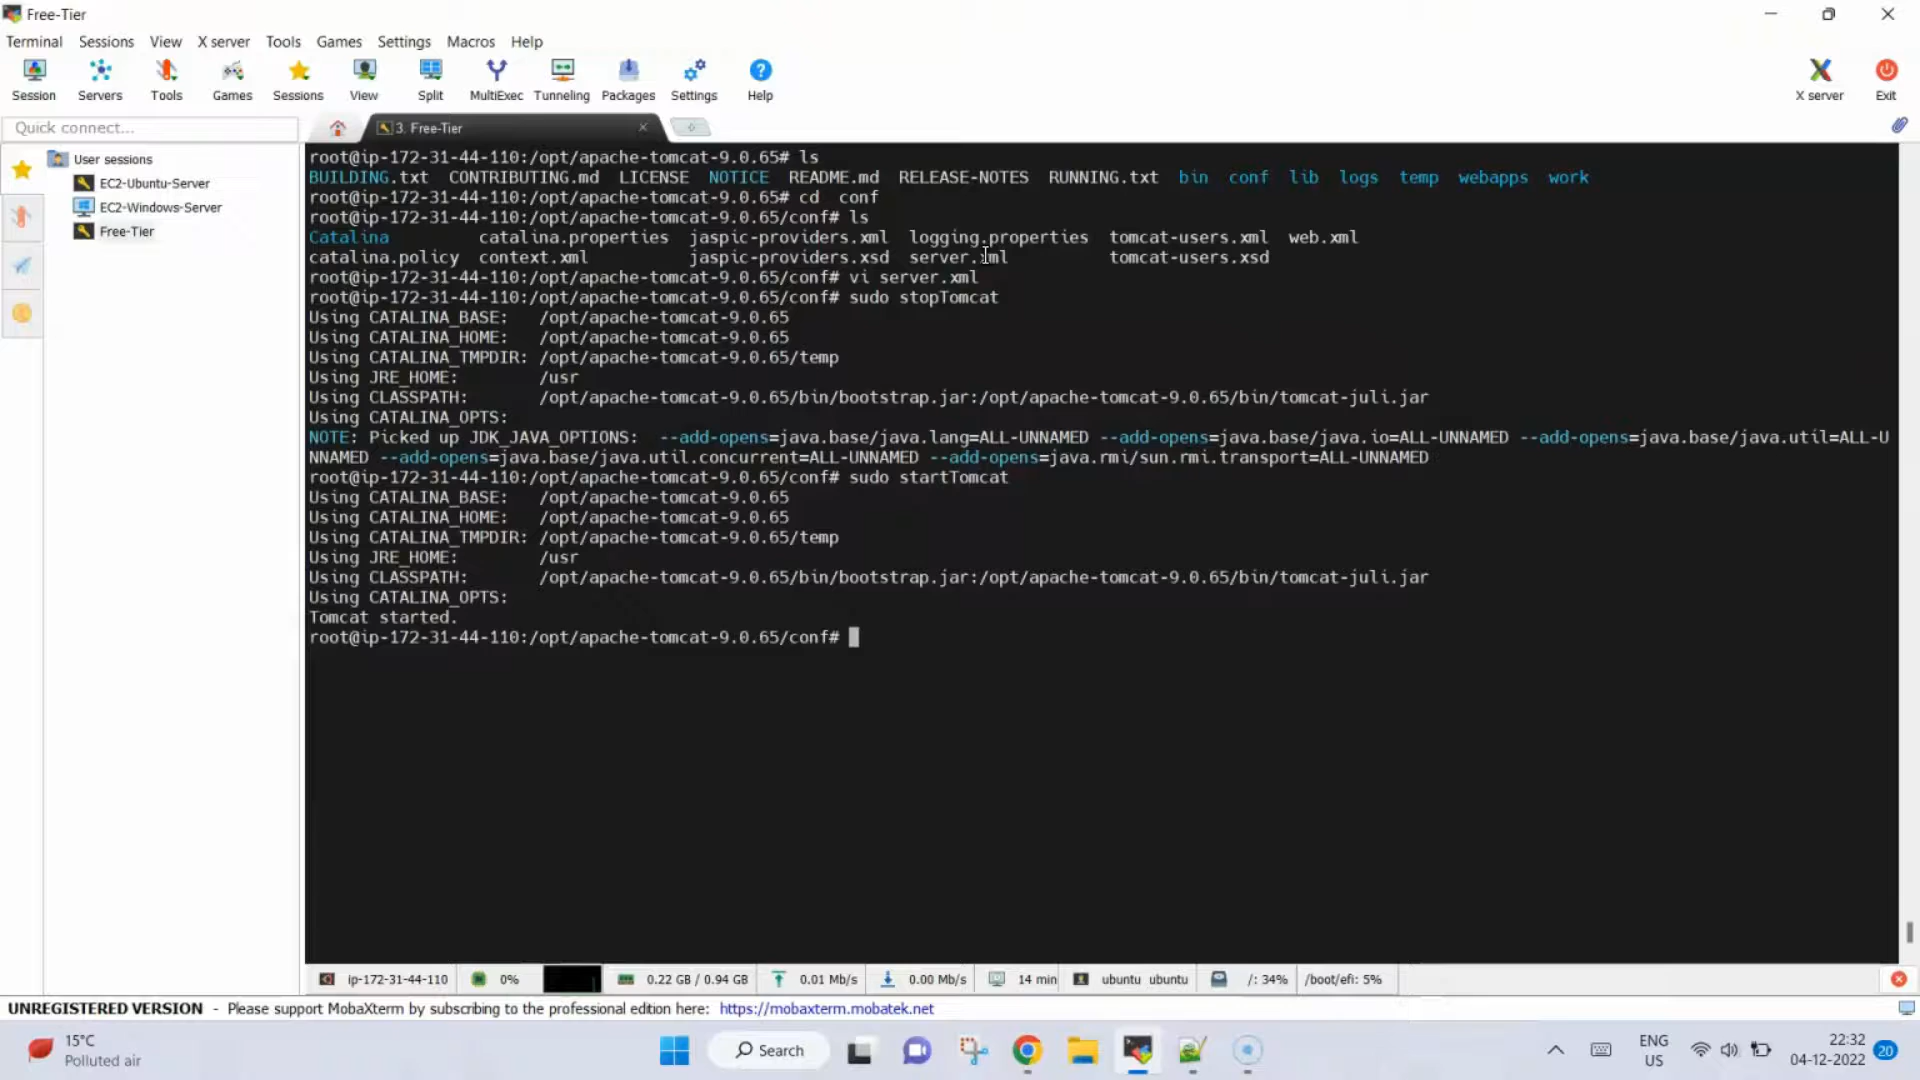 Free-Tier
Terminal Sessions View X server Tools Games Settings Macros Help
Session Servers Tools Games Sessions View Split MultiExec Tunneling Packages Settings Help X server Exit
Quick connect...
3. Free-Tier
User sessions
EC2-Ubuntu-Server
EC2-Windows-Server
Free-Tier
root@ip-172-31-44-110:/opt/apache-tomcat-9.0.65# ls
BUILDING.txt CONTRIBUTING.md LICENSE NOTICE README.md RELEASE-NOTES RUNNING.txt bin conf lib logs temp webapps work
root@ip-172-31-44-110:/opt/apache-tomcat-9.0.65# cd  conf
root@ip-172-31-44-110:/opt/apache-tomcat-9.0.65/conf# ls
Catalina catalina.properties jaspic-providers.xml logging.properties tomcat-users.xml web.xml
catalina.policy context.xml jaspic-providers.xsd server.xml tomcat-users.xsd
root@ip-172-31-44-110:/opt/apache-tomcat-9.0.65/conf# vi server.xml
root@ip-172-31-44-110:/opt/apache-tomcat-9.0.65/conf# sudo stopTomcat
Using CATALINA_BASE:   /opt/apache-tomcat-9.0.65
Using CATALINA_HOME:   /opt/apache-tomcat-9.0.65
Using CATALINA_TMPDIR: /opt/apache-tomcat-9.0.65/temp
Using JRE_HOME:        /usr
Using CLASSPATH:       /opt/apache-tomcat-9.0.65/bin/bootstrap.jar:/opt/apache-tomcat-9.0.65/bin/tomcat-juli.jar
Using CATALINA_OPTS:
NOTE: Picked up JDK_JAVA_OPTIONS:  --add-opens=java.base/java.lang=ALL-UNNAMED --add-opens=java.base/java.io=ALL-UNNAMED --add-opens=java.base/java.util=ALL-U
NNAMED --add-opens=java.base/java.util.concurrent=ALL-UNNAMED --add-opens=java.rmi/sun.rmi.transport=ALL-UNNAMED
root@ip-172-31-44-110:/opt/apache-tomcat-9.0.65/conf# sudo startTomcat
Using CATALINA_BASE:   /opt/apache-tomcat-9.0.65
Using CATALINA_HOME:   /opt/apache-tomcat-9.0.65
Using CATALINA_TMPDIR: /opt/apache-tomcat-9.0.65/temp
Using JRE_HOME:        /usr
Using CLASSPATH:       /opt/apache-tomcat-9.0.65/bin/bootstrap.jar:/opt/apache-tomcat-9.0.65/bin/tomcat-juli.jar
Using CATALINA_OPTS:
Tomcat started.
root@ip-172-31-44-110:/opt/apache-tomcat-9.0.65/conf#
ip-172-31-44-110 0% 0.22 GB / 0.94 GB 0.01 Mb/s 0.00 Mb/s 14 min ubuntu ubuntu /: 34% /boot/efi: 5%
UNREGISTERED VERSION - Please support MobaXterm by subscribing to the professional edition here: https://mobaxterm.mobatek.net
15°C
Polluted air
Search
ENG
US
22:32
04-12-2022
20